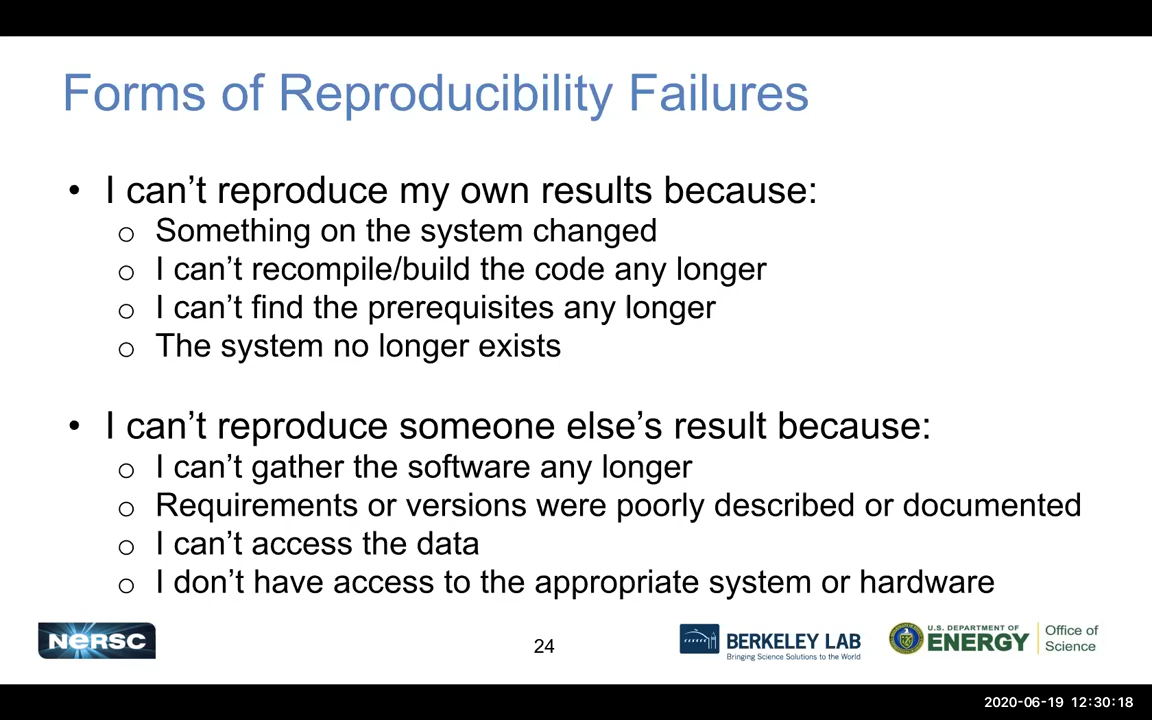 Forms of Reproducibility Failures
• I can’t reproduce my own results because:
o Something on the system changed
o I can’t recompile/build the code any longer
o I can’t find the prerequisites any longer
o The system no longer exists
• I can’t reproduce someone else’s result because:
o I can’t gather the software any longer
o Requirements or versions were poorly described or documented
o I can’t access the data
o I don’t have access to the appropriate system or hardware
NERSC
24
BERKELEY LAB
Bringing Science Solutions to the World
U.S. DEPARTMENT OF
ENERGY
Office of
Science
2020-06-19 12:30:18